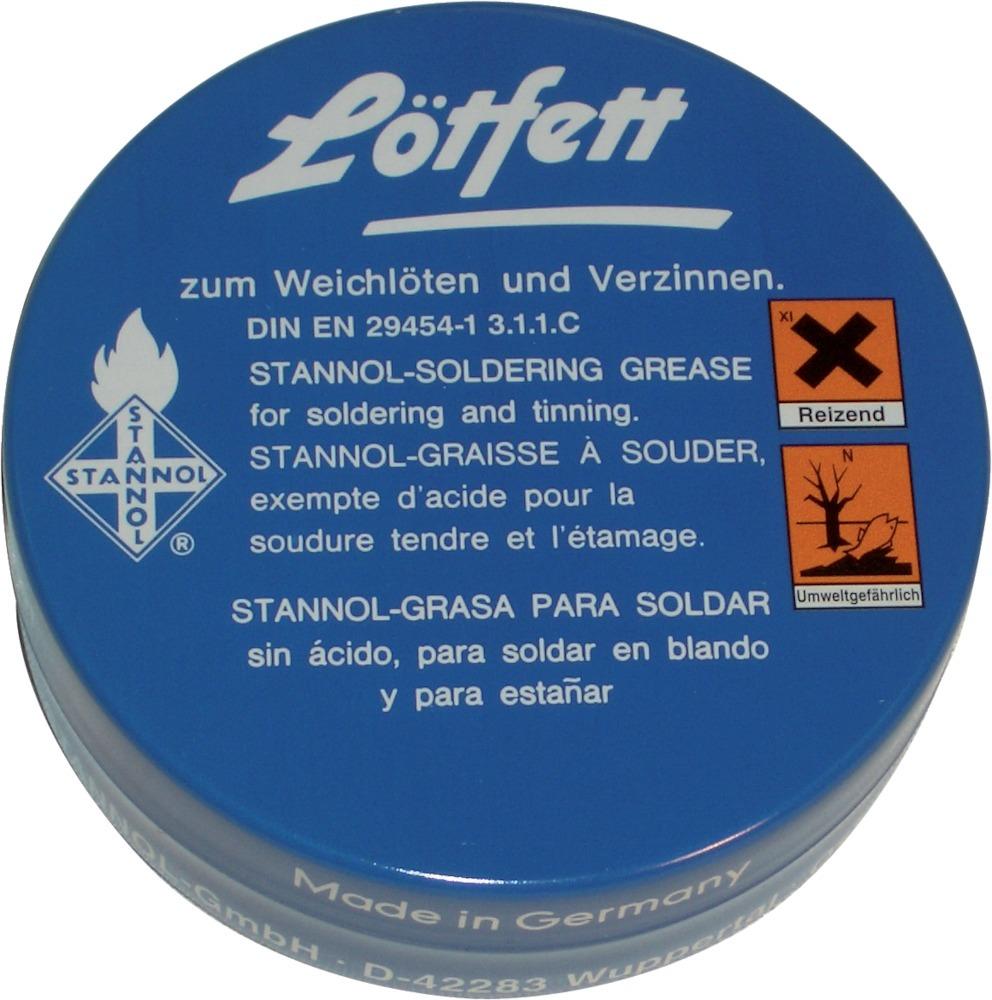 Lötfett
zum Weichlöten und Verzinnen.
DIN EN 29454-1 3.1.1.C
STANNOL-SOLDERING GREASE
for soldering and tinning.
STANNOL-GRAISSE À SOUDER,
exempte d'acide pour la
soudure tendre et l'étamage.
STANNOL-GRASA PARA SOLDAR
sin ácido, para soldar en blando
y para estañar
STANNOL
STANNOL
®
XI
Reizend
N
Umweltgefährlich
Made in Germany
STANNOL-GmbH · D-42283 Wuppertal